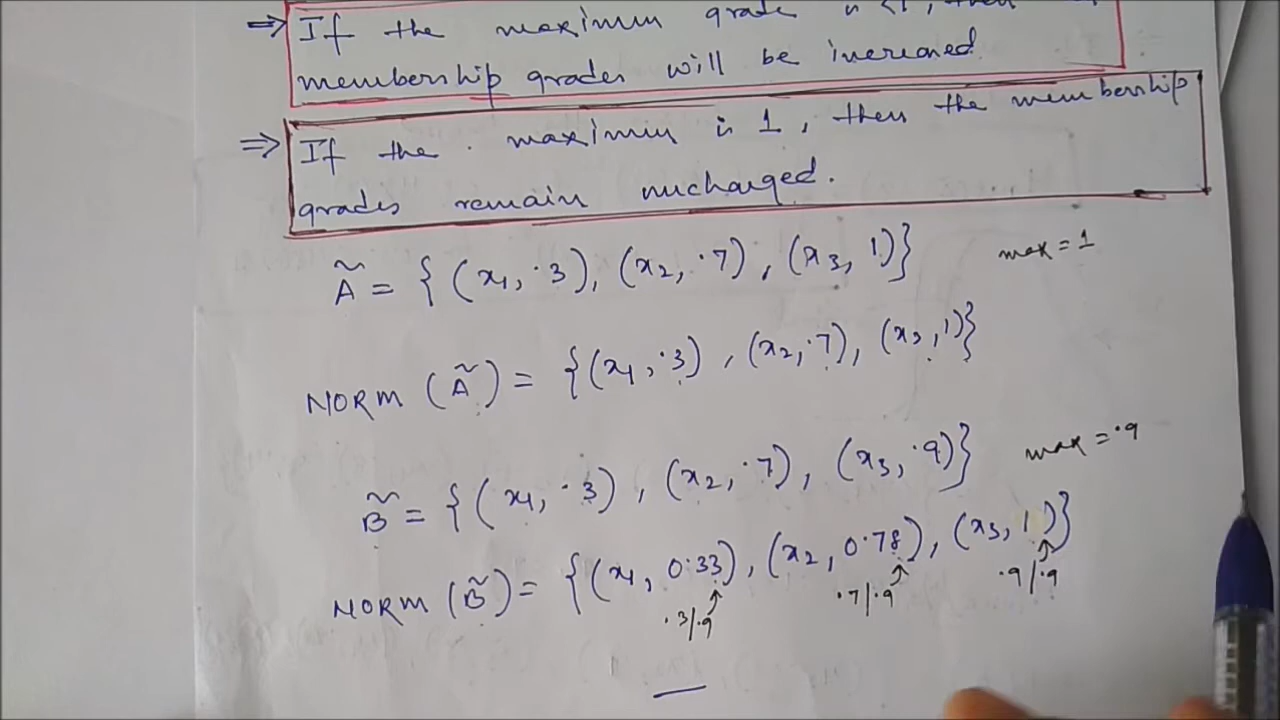 ⇒ If the maximum grade is <1, then
membership grades will be increased
⇒ If the maximum is 1, then the membership
grades remain unchanged.
Ã = { (x₁, ·3), (x₂, ·7), (x₃, 1)} max = 1
NORM (Ã) = {(x₁, ·3), (x₂, ·7), (x₃, 1)}
B̃ = { (x₁, ·3), (x₂, ·7), (x₃, ·9)} max = ·9
NORM (B̃) = {(x₁, 0.33), (x₂, 0.78), (x₃, 1)}
·3/·9 ·7/·9 ·9/·9